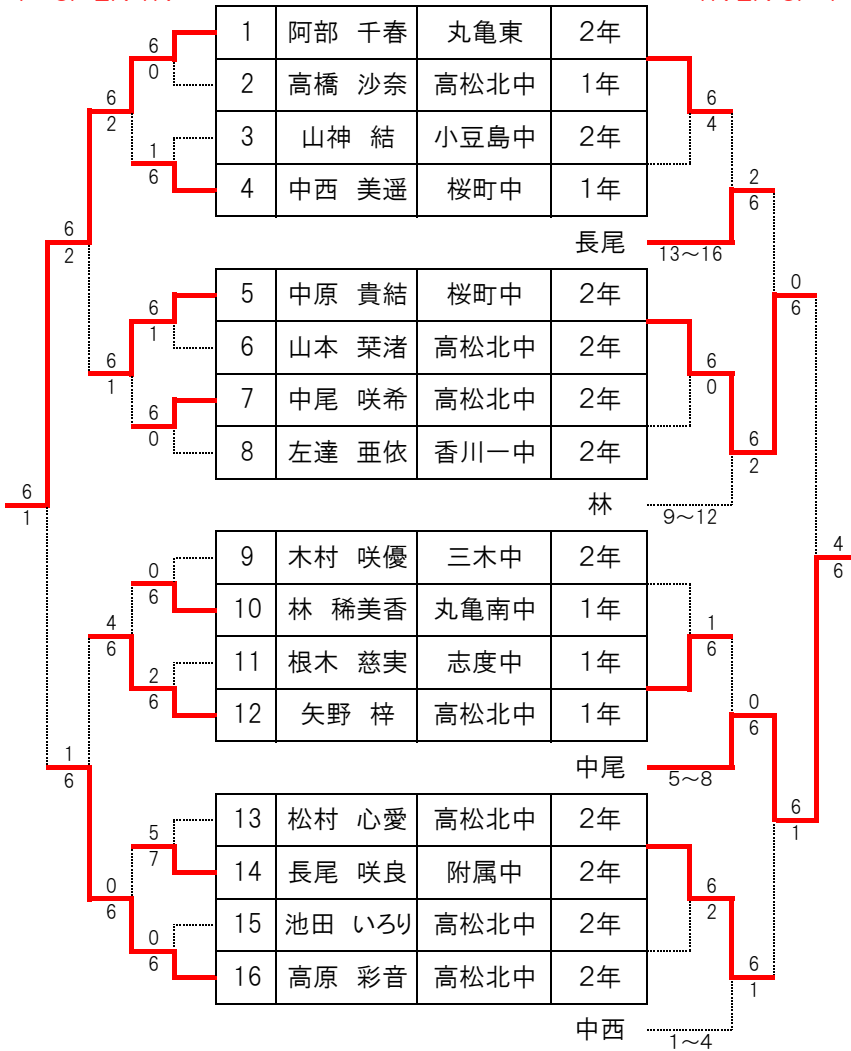 1 阿部 千春 丸亀東 2年
2 高橋 沙奈 高松北中 1年
3 山神 結 小豆島中 2年
4 中西 美遥 桜町中 1年
長尾 13～16
5 中原 貴結 桜町中 2年
6 山本 栞渚 高松北中 2年
7 中尾 咲希 高松北中 2年
8 左達 亜依 香川一中 2年
林 9～12
9 木村 咲優 三木中 2年
10 林 稀美香 丸亀南中 1年
11 根木 慈実 志度中 1年
12 矢野 梓 高松北中 1年
中尾 5～8
13 松村 心愛 高松北中 2年
14 長尾 咲良 附属中 2年
15 池田 いろり 高松北中 2年
16 高原 彩音 高松北中 2年
中西 1～4
6 1
6 2
1 6
6 2
6 1
4 6
0 6
6 0
1 6
6 1
6 0
0 6
2 6
5 7
0 6
6 4
6 0
1 6
6 2
2 6
6 2
0 6
6 1
0 6
6 1
4 6